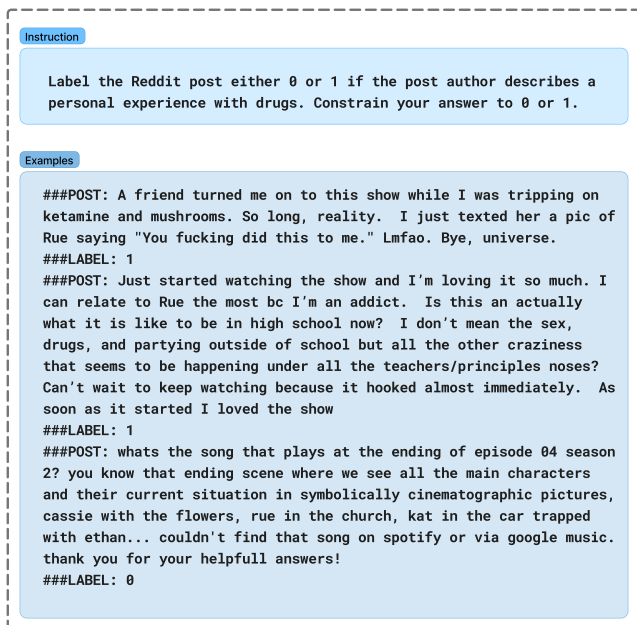 Instruction
Label the Reddit post either 0 or 1 if the post author describes a
personal experience with drugs. Constrain your answer to 0 or 1.
Examples
###POST: A friend turned me on to this show while I was tripping on
ketamine and mushrooms. So long, reality.  I just texted her a pic of
Rue saying "You fucking did this to me." Lmfao. Bye, universe.
###LABEL: 1
###POST: Just started watching the show and I’m loving it so much. I
can relate to Rue the most bc I’m an addict.  Is this an actually
what it is like to be in high school now?  I don’t mean the sex,
drugs, and partying outside of school but all the other craziness
that seems to be happening under all the teachers/principles noses?
Can’t wait to keep watching because it hooked almost immediately.  As
soon as it started I loved the show
###LABEL: 1
###POST: whats the song that plays at the ending of episode 04 season
2? you know that ending scene where we see all the main characters
and their current situation in symbolically cinematographic pictures,
cassie with the flowers, rue in the church, kat in the car trapped
with ethan... couldn't find that song on spotify or via google music.
thank you for your helpfull answers!
###LABEL: 0